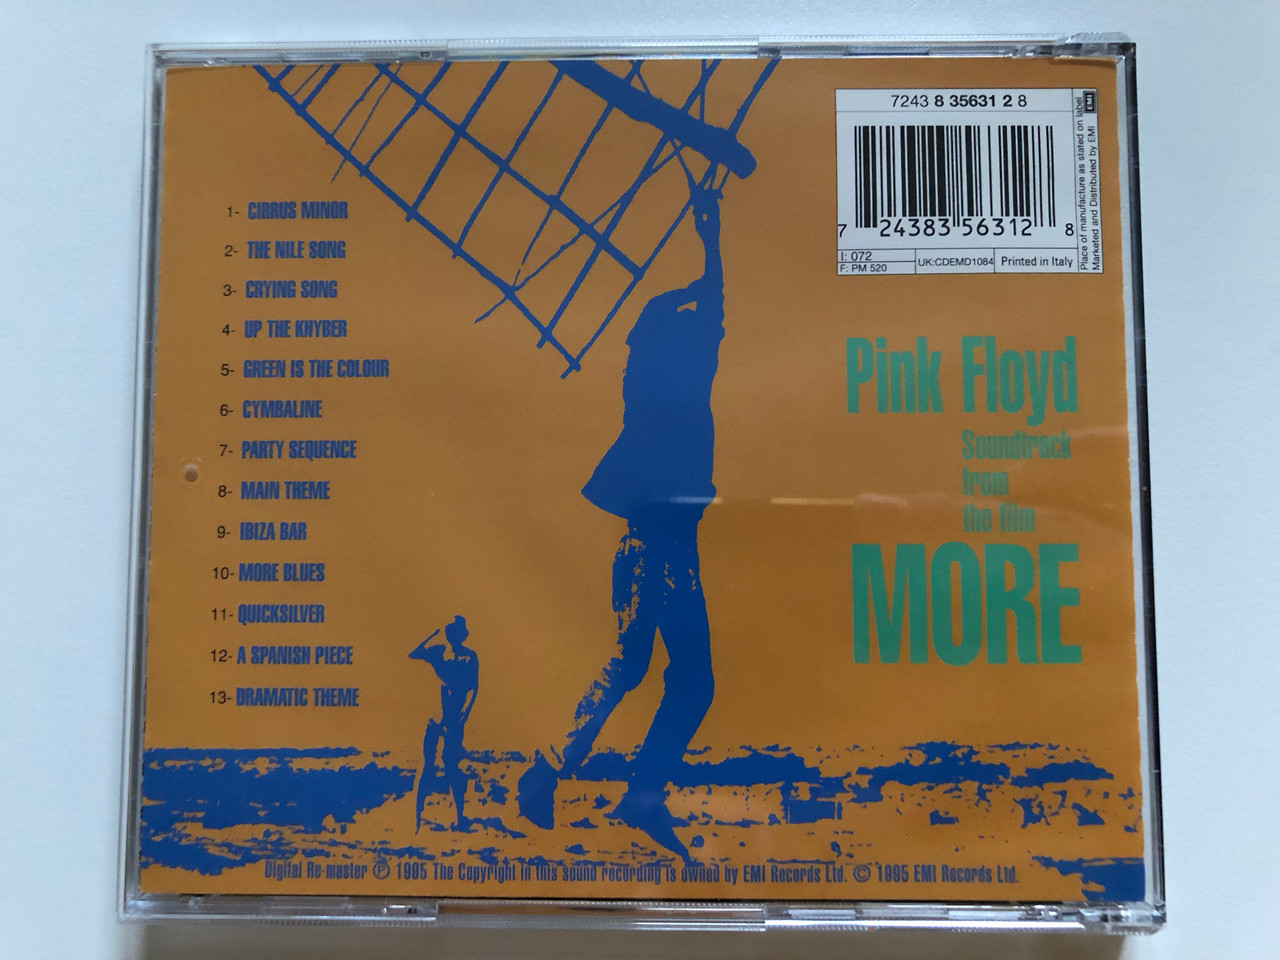 1- CIRRUS MINOR
2- THE NILE SONG
3- CRYING SONG
4- UP THE KHYBER
5- GREEN IS THE COLOUR
6- CYMBALINE
7- PARTY SEQUENCE
8- MAIN THEME
9- IBIZA BAR
10- MORE BLUES
11- QUICKSILVER
12- A SPANISH PIECE
13- DRAMATIC THEME
7243 8 35631 2 8
7 24383 56312 8
I: 072
F: PM 520
UK:CDEMD1084
Printed in Italy
Place of manufacture as stated on label
Marketed and Distributed by EMI
EMI
Pink Floyd
Soundtrack
from
the film
MORE
Digital Re-master ℗ 1995 The Copyright in this sound recording is owned by EMI Records Ltd. © 1995 EMI Records Ltd.